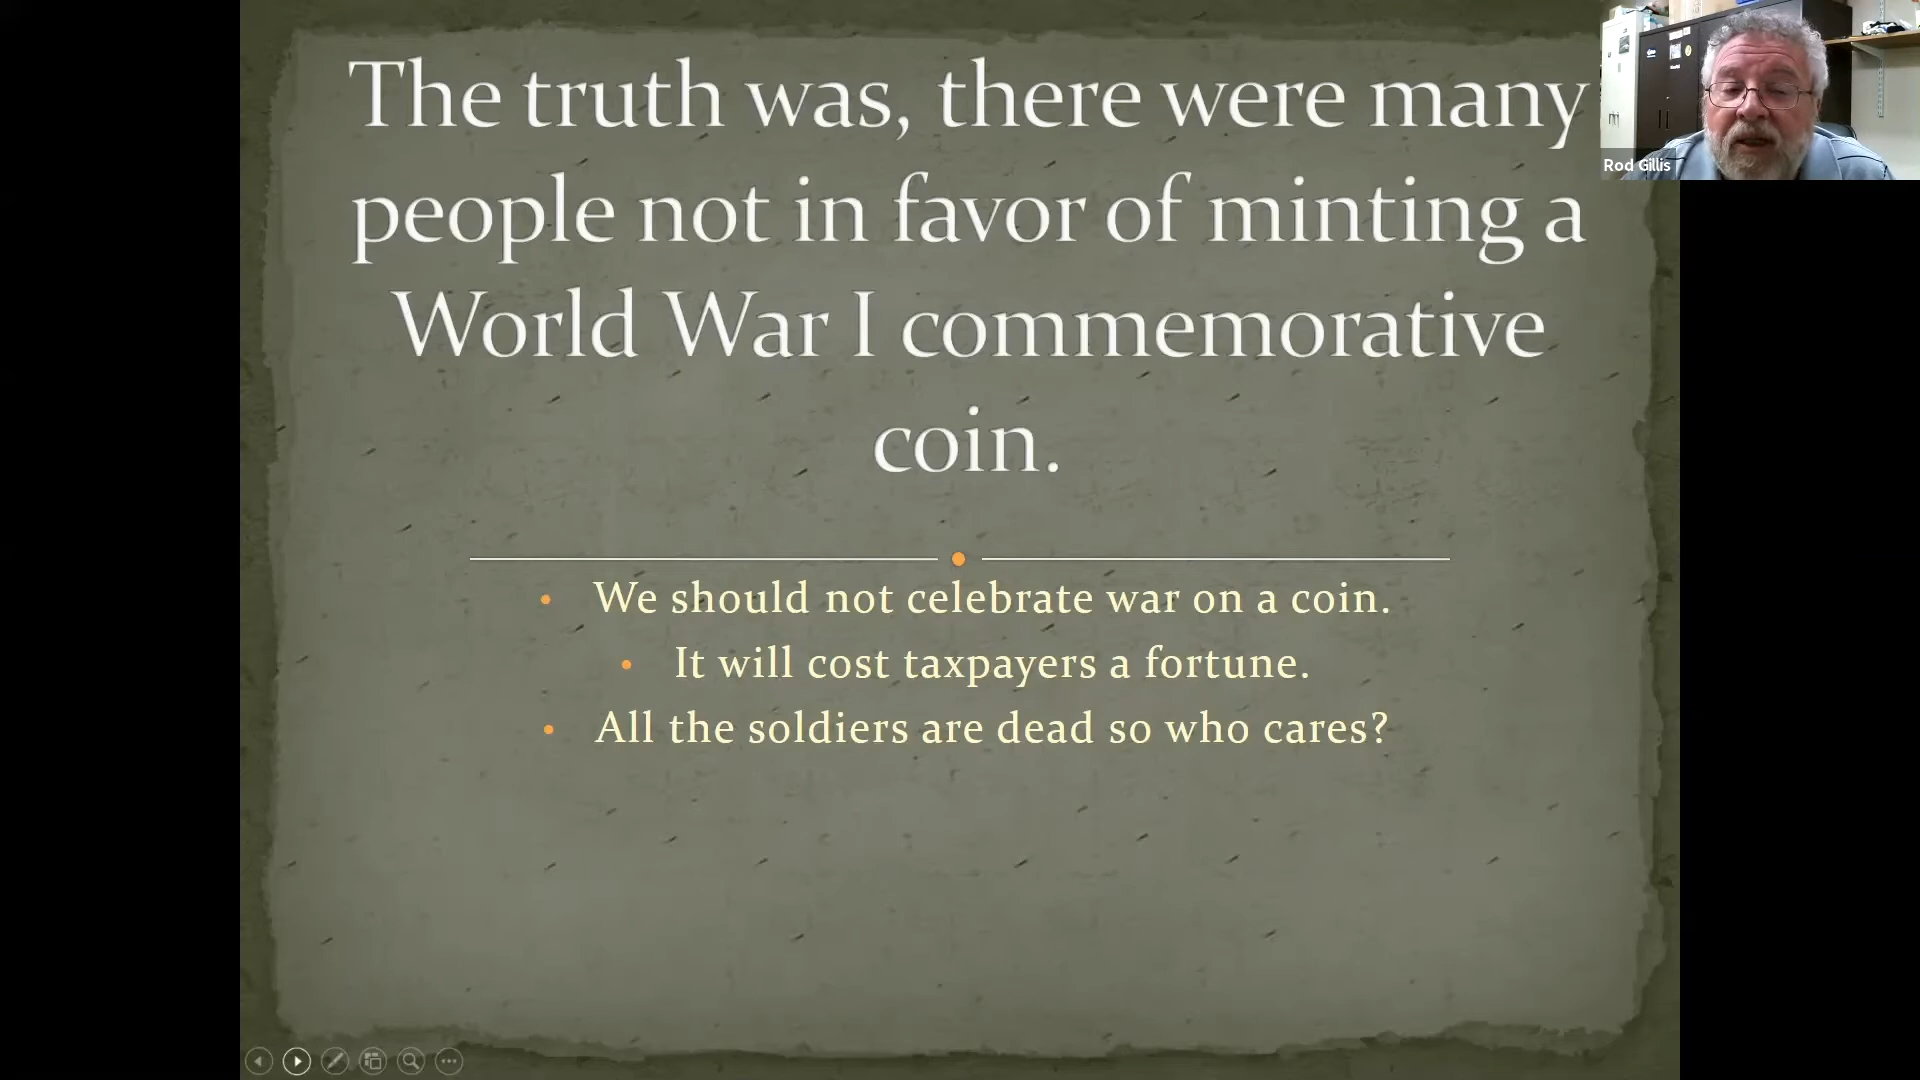 The truth was, there were many
people not in favor of minting a
World War I commemorative
coin.
Rod Gillis
• We should not celebrate war on a coin.
• It will cost taxpayers a fortune.
• All the soldiers are dead so who cares?